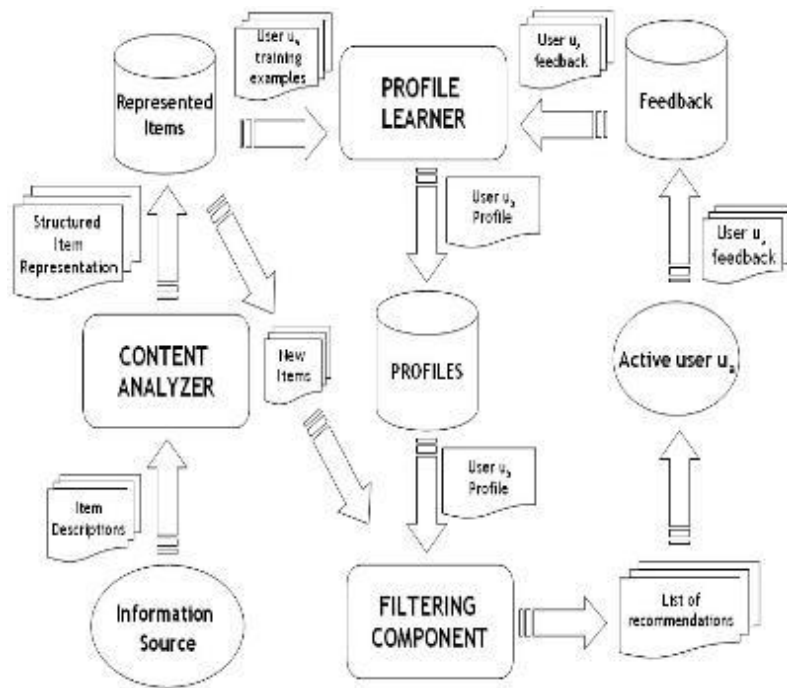 User uₐ
training
examples
User uₐ
feedback
Represented
Items
PROFILE
LEARNER
Feedback
Structured
Item
Representation
User uₐ
Profile
User uₐ
feedback
CONTENT
ANALYZER
New
Items
PROFILES
Active user uₐ
Item
Descriptions
User uₐ
Profile
Information
Source
FILTERING
COMPONENT
List of
recommendations